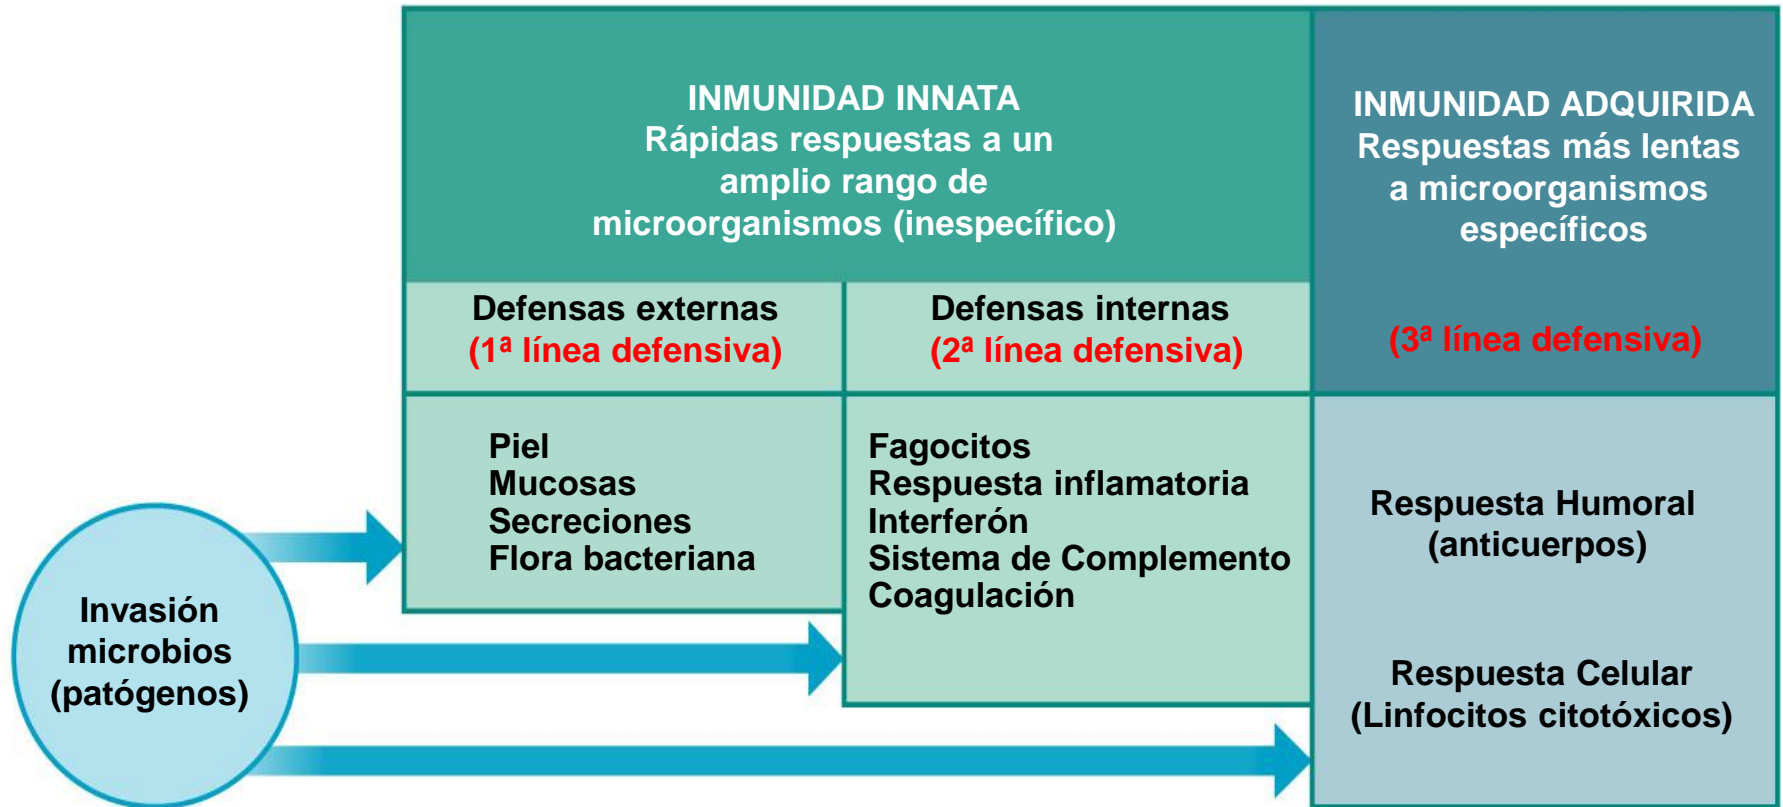 INMUNIDAD INNATA
Rápidas respuestas a un
amplio rango de
microorganismos (inespecífico)
INMUNIDAD ADQUIRIDA
Respuestas más lentas
a microorganismos
específicos
(3ª línea defensiva)
Defensas externas
(1ª línea defensiva)
Defensas internas
(2ª línea defensiva)
Piel
Mucosas
Secreciones
Flora bacteriana
Fagocitos
Respuesta inflamatoria
Interferón
Sistema de Complemento
Coagulación
Respuesta Humoral
(anticuerpos)
Respuesta Celular
(Linfocitos citotóxicos)
Invasión
microbios
(patógenos)